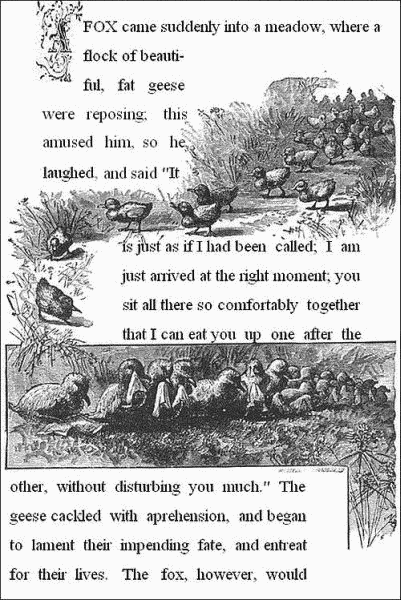 A FOX came suddenly into a meadow, where a
flock of beauti-
ful, fat geese
were reposing; this
amused him, so he
laughed, and said "It
is just as if I had been called; I am
just arrived at the right moment; you
sit all there so comfortably together
that I can eat you up one after the
other, without disturbing you much." The
geese cackled with aprehension, and began
to lament their impending fate, and entreat
for their lives. The fox, however, would